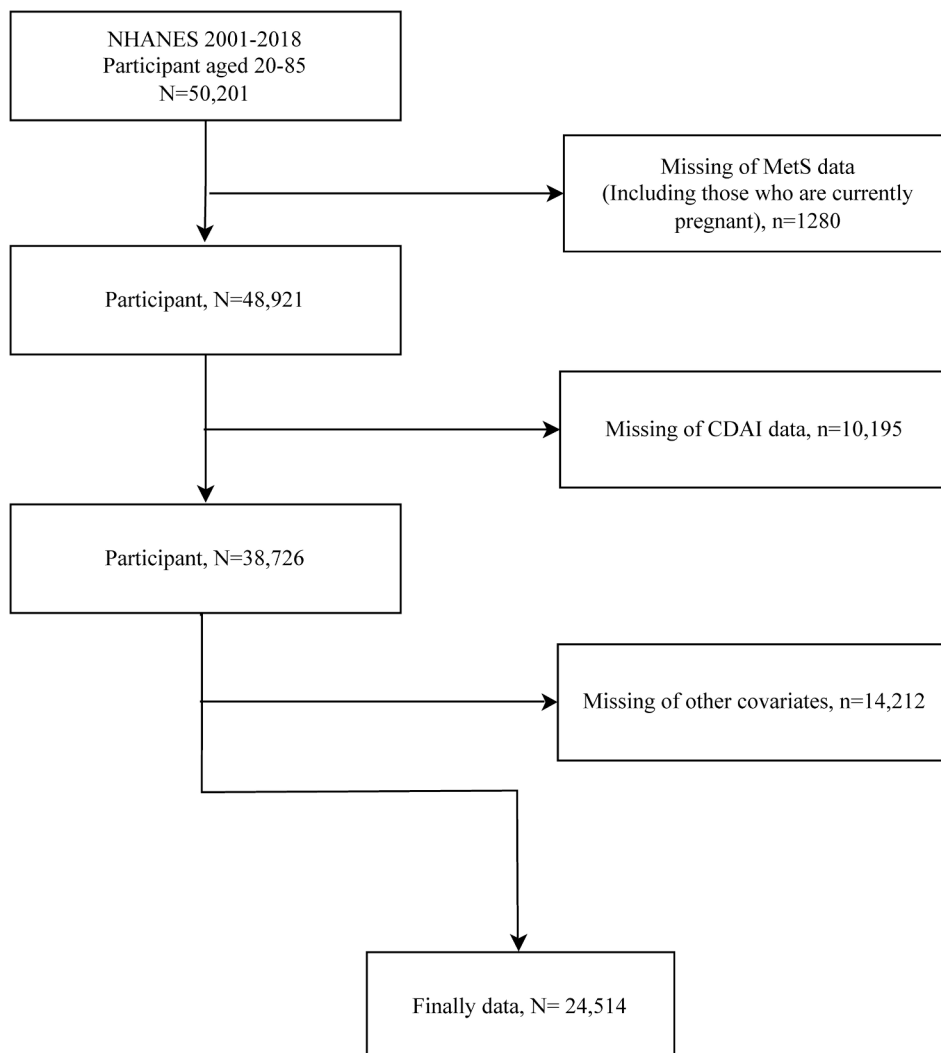 NHANES 2001-2018
Participant aged 20-85
N=50,201
Missing of MetS data
(Including those who are currently
pregnant), n=1280
Participant, N=48,921
Missing of CDAI data, n=10,195
Participant, N=38,726
Missing of other covariates, n=14,212
Finally data, N= 24,514